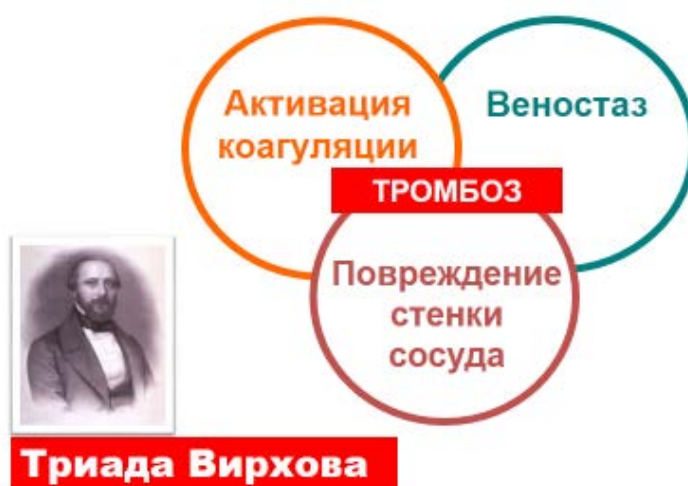 Активация
коагуляции
Веностаз
ТРОМБОЗ
Повреждение
стенки
сосуда
Триада Вирхова